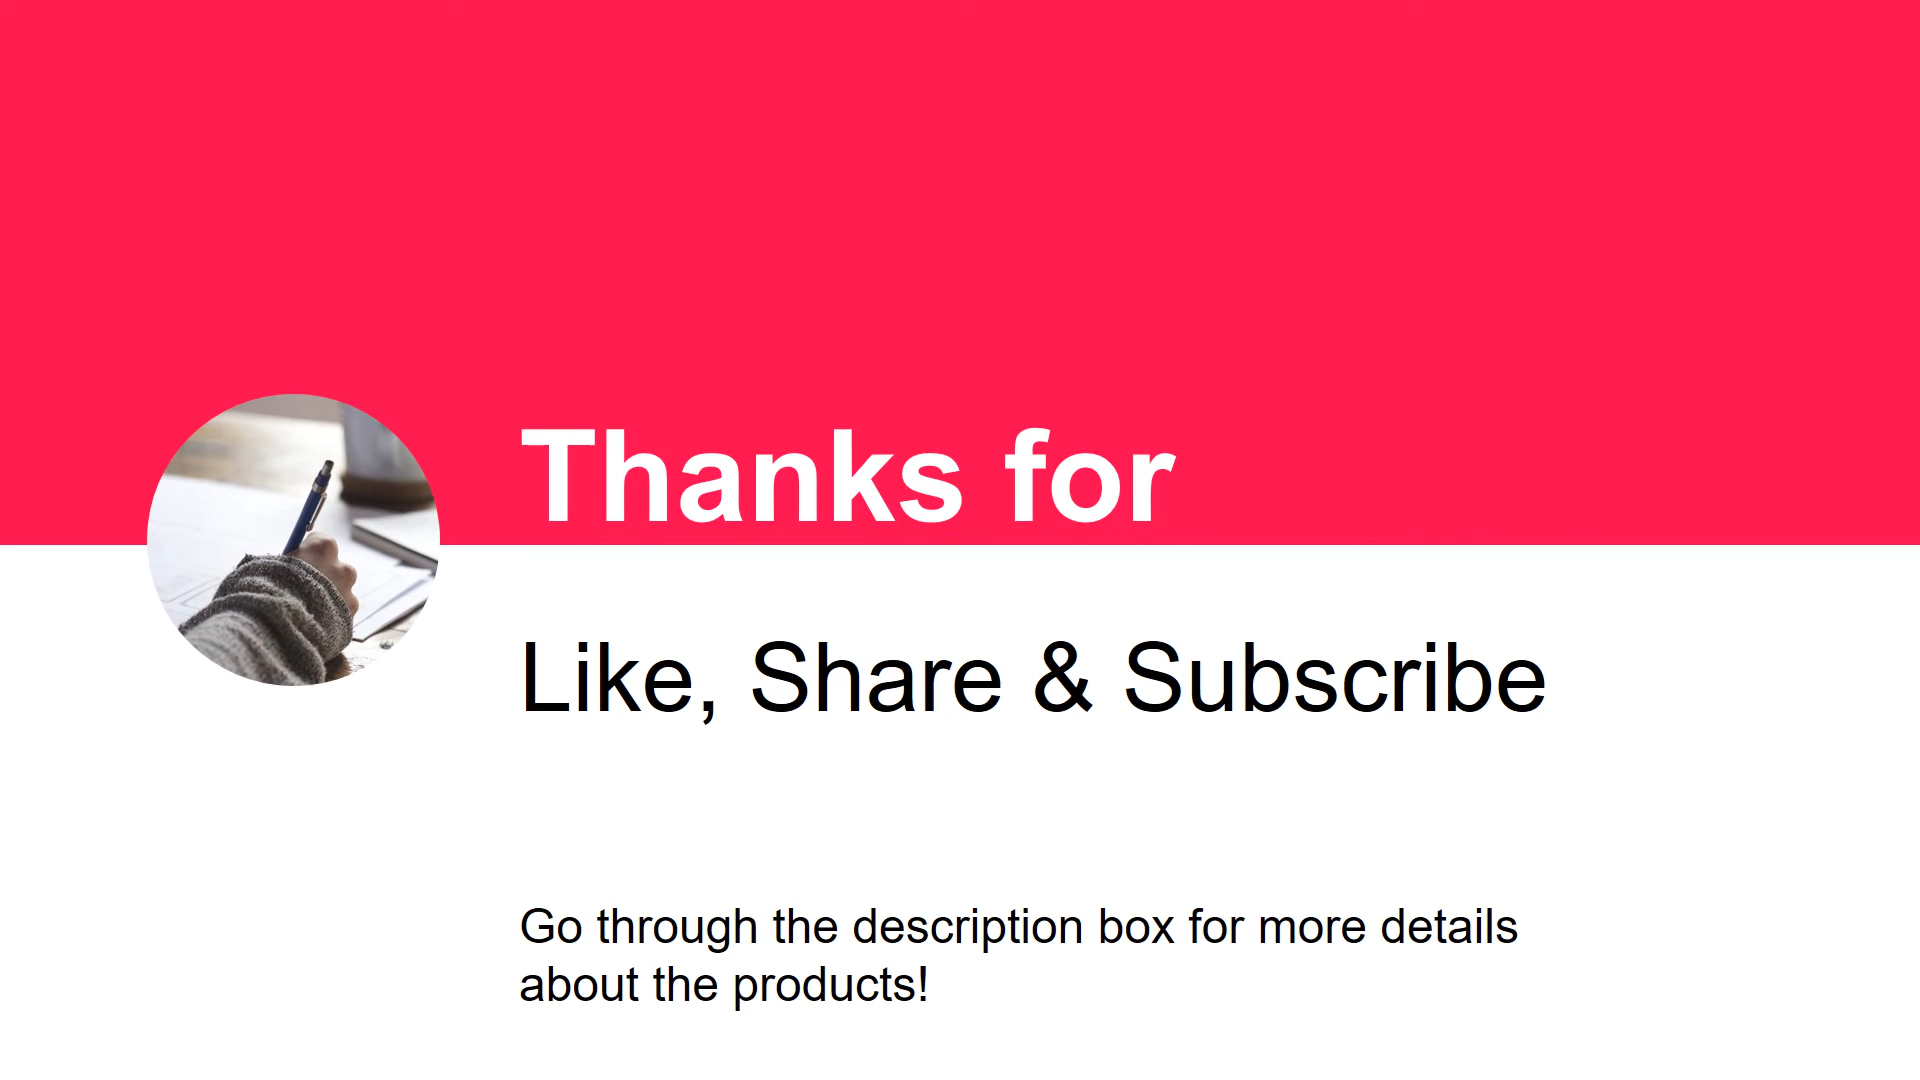 Thanks for
Like, Share & Subscribe
Go through the description box for more details
about the products!